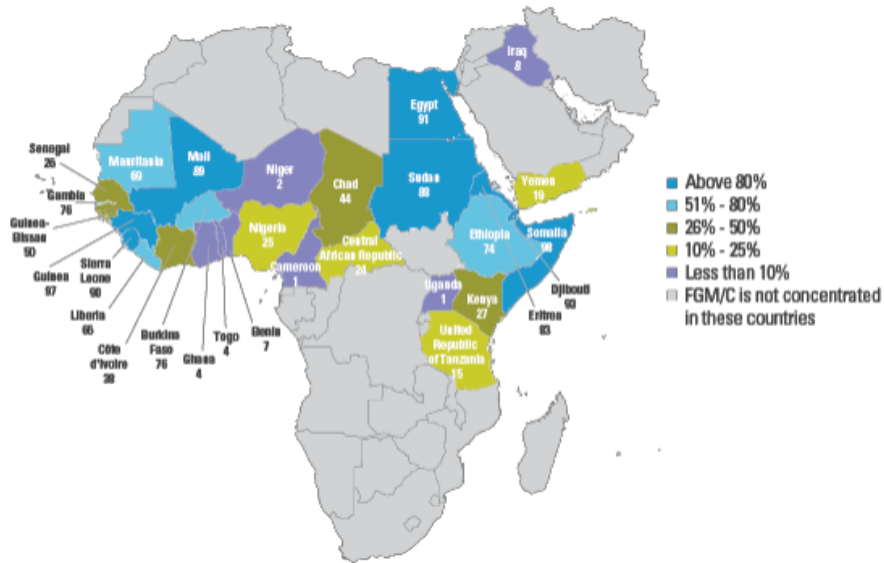 Iraq
8
Egypt
91
Senegal
26
Mauritania
69
Mali
89
Niger
2
Chad
44
Sudan
88
Yemen
19
Gambia
76
Guinea-
Bissau
50
Nigeria
25
Ethiopia
74
Somalia
98
Central
African Republic
24
Guinea
97
Sierra
Leone
90
Cameroon
1
Uganda
1
Kenya
27
Djibouti
93
Eritrea
83
Liberia
66
Côte
d'Ivoire
38
Burkina
Faso
76
Ghana
4
Togo
4
Benin
7
United
Republic
of Tanzania
15
Above 80%
51% - 80%
26% - 50%
10% - 25%
Less than 10%
FGM/C is not concentrated
in these countries